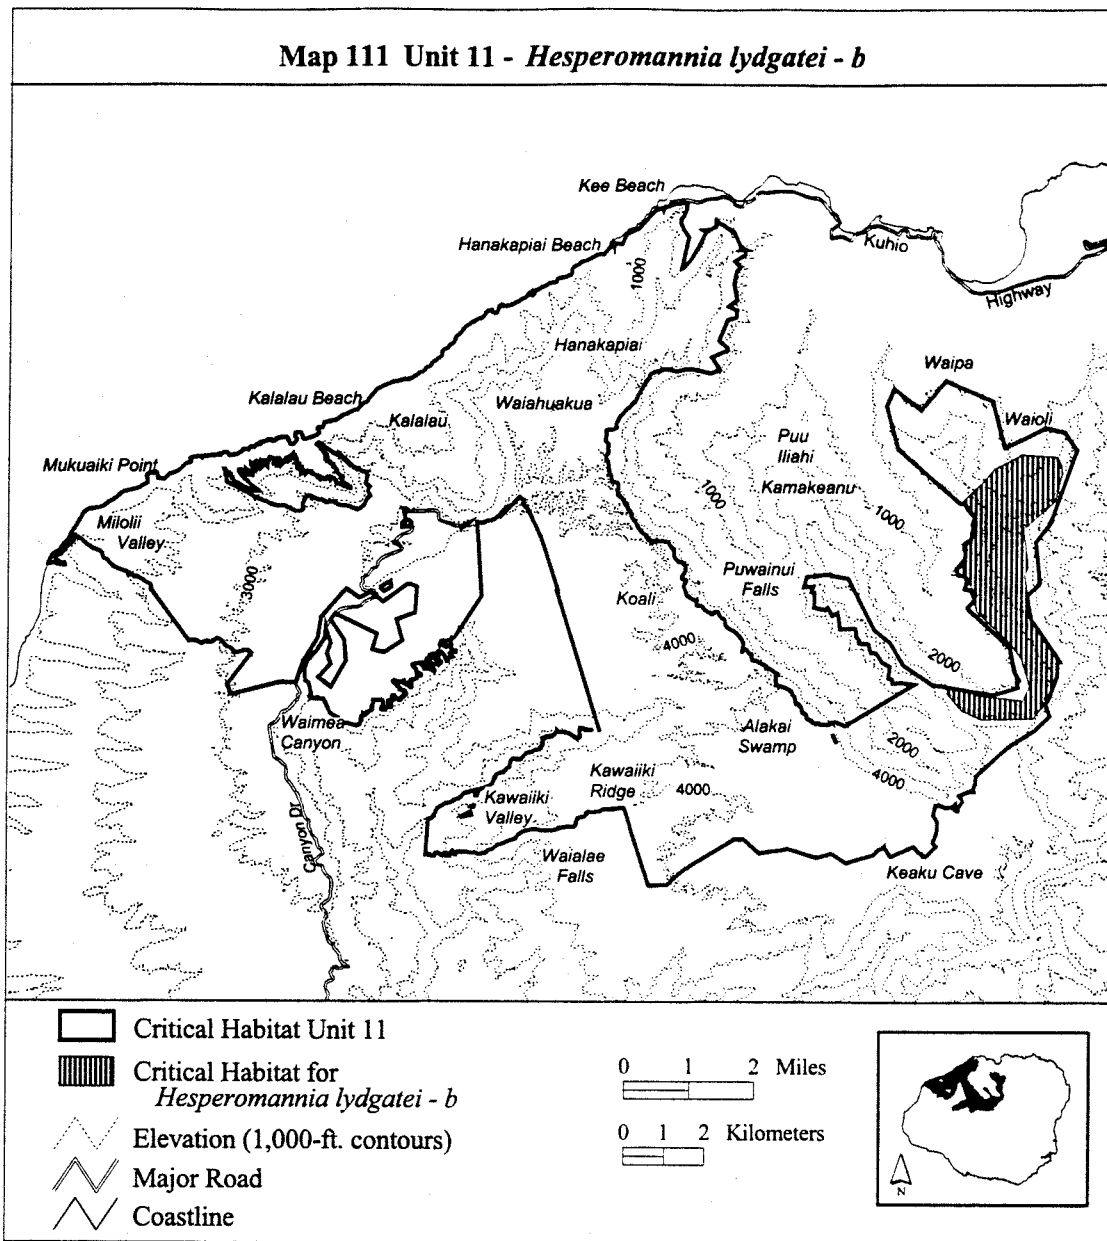 Map 111 Unit 11 - Hesperomannia lydgatei - b
Kee Beach
Hanakapiai Beach
Kuhio
Highway
1000
Hanakapiai
Waipa
Kalalau Beach
Waiahuakua
Kalalau
Waioli
Puu
Iliahi
Mukuaiki Point
Kamakeanu
1000
1000
Milolii
Valley
3000
Puwainui
Falls
Koali
4000
2000
Waimea
Canyon
Alakai
Swamp
2000
4000
Kawaiiki
Ridge
4000
Kawaiiki
Valley
Canyon Dr
Waialae
Falls
Keaku Cave
Critical Habitat Unit 11
Critical Habitat for
Hesperomannia lydgatei - b
Elevation (1,000-ft. contours)
Major Road
Coastline
0 1 2 Miles
0 1 2 Kilometers
N